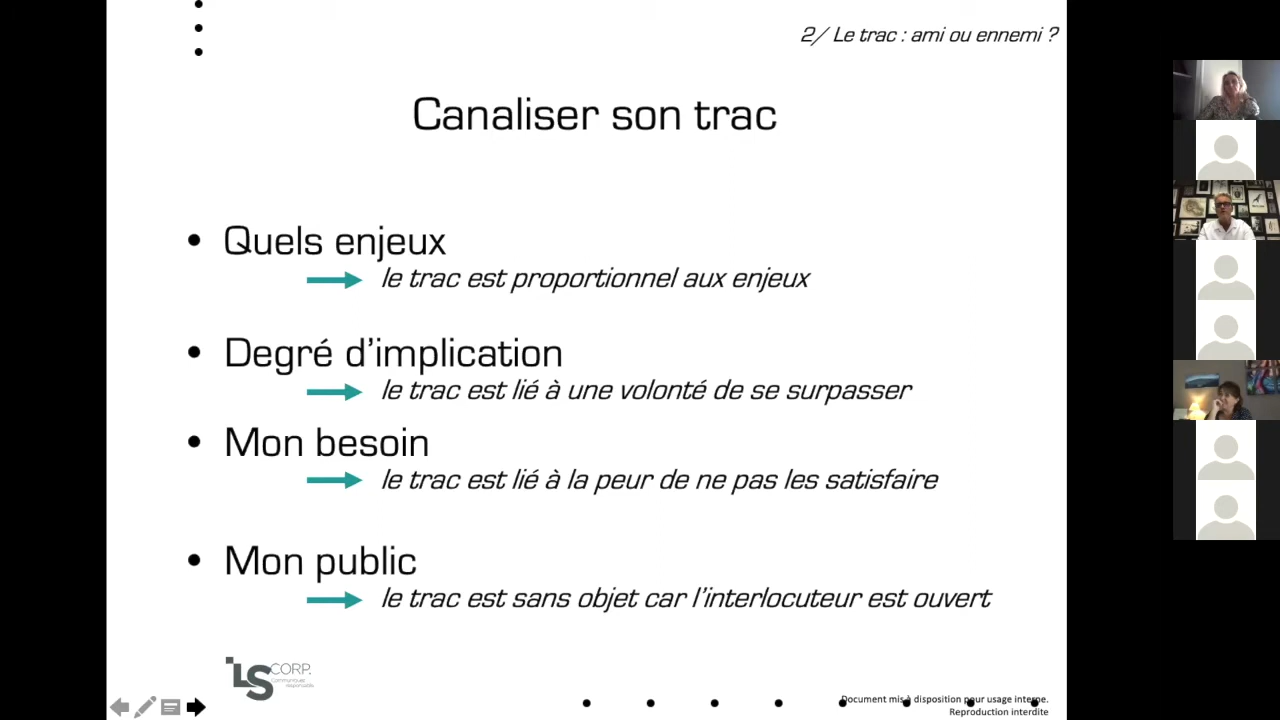 2/ Le trac : ami ou ennemi ?
Canaliser son trac
• Quels enjeux
le trac est proportionnel aux enjeux
• Degré d’implication
le trac est lié à une volonté de se surpasser
• Mon besoin
le trac est lié à la peur de ne pas les satisfaire
• Mon public
le trac est sans objet car l’interlocuteur est ouvert
LS CORP.
Communiquez
responsables
Document mis à disposition pour usage interne.
Reproduction interdite